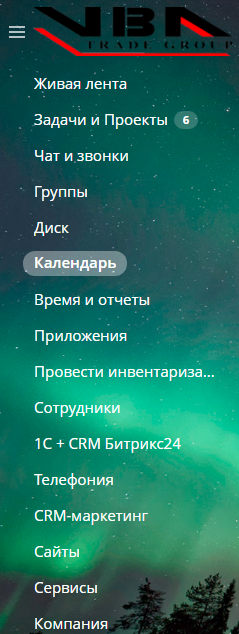 VBA
TRADE GROUP
Живая лента
Задачи и Проекты 6
Чат и звонки
Группы
Диск
Календарь
Время и отчеты
Приложения
Провести инвентариза...
Сотрудники
1С + CRM Битрикс24
Телефония
CRM-маркетинг
Сайты
Сервисы
Компания